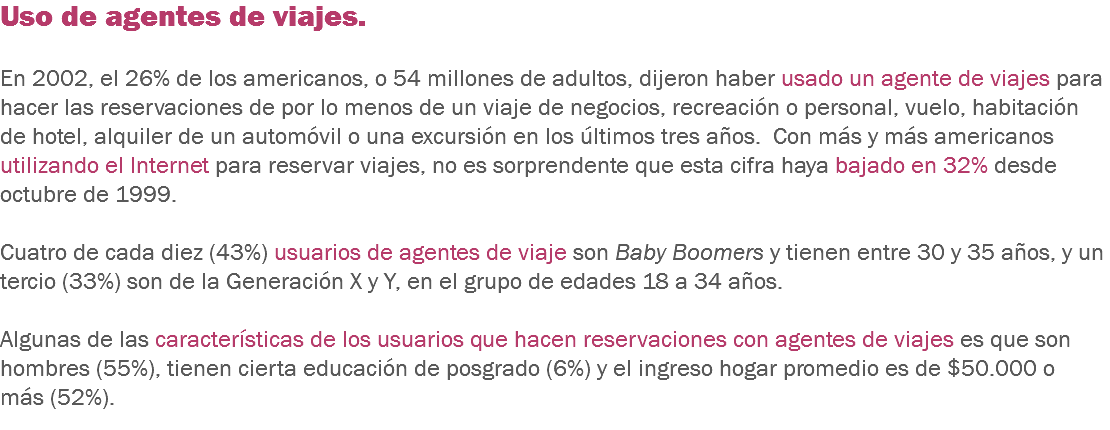 Uso de agentes de viajes.
En 2002, el 26% de los americanos, o 54 millones de adultos, dijeron haber usado un agente de viajes para
hacer las reservaciones de por lo menos de un viaje de negocios, recreación o personal, vuelo, habitación
de hotel, alquiler de un automóvil o una excursión en los últimos tres años.  Con más y más americanos
utilizando el Internet para reservar viajes, no es sorprendente que esta cifra haya bajado en 32% desde
octubre de 1999.
Cuatro de cada diez (43%) usuarios de agentes de viaje son Baby Boomers y tienen entre 30 y 35 años, y un
tercio (33%) son de la Generación X y Y, en el grupo de edades 18 a 34 años.
Algunas de las características de los usuarios que hacen reservaciones con agentes de viajes es que son
hombres (55%), tienen cierta educación de posgrado (6%) y el ingreso hogar promedio es de $50.000 o
más (52%).